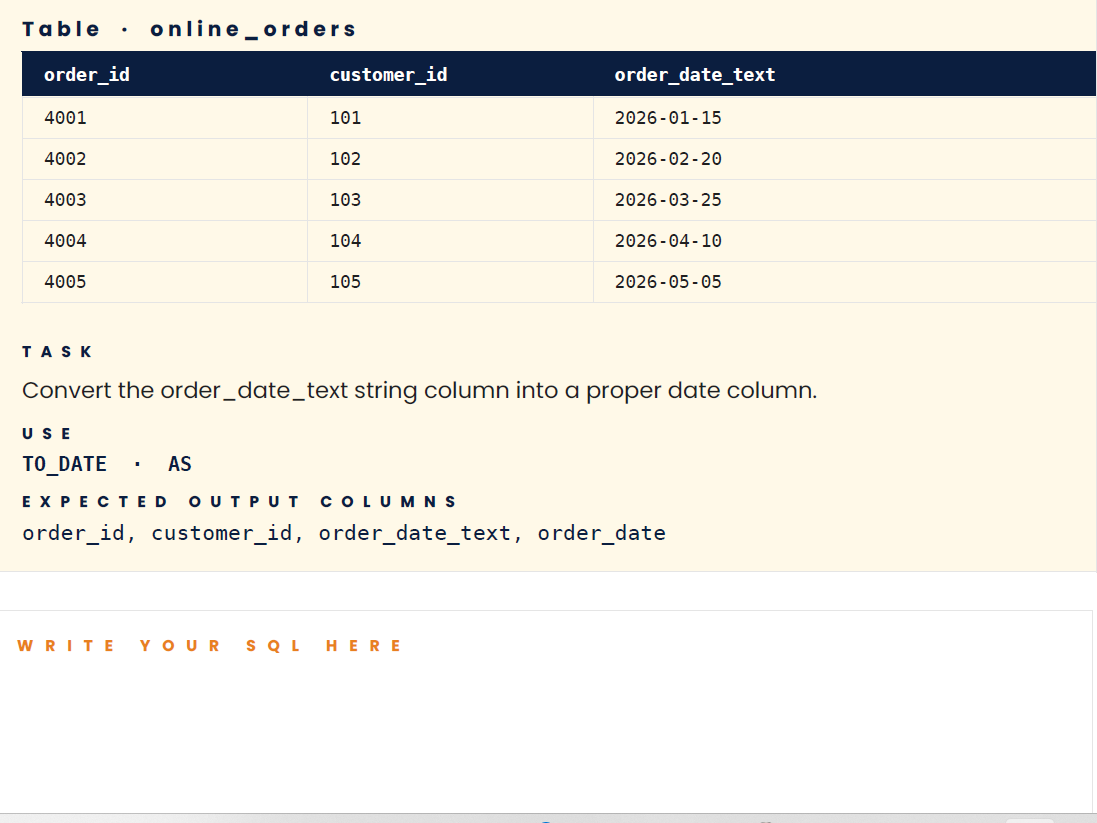 Table · online_orders
order_id customer_id order_date_text
4001 101 2026-01-15
4002 102 2026-02-20
4003 103 2026-03-25
4004 104 2026-04-10
4005 105 2026-05-05
TASK
Convert the order_date_text string column into a proper date column.
USE
TO_DATE · AS
EXPECTED OUTPUT COLUMNS
order_id, customer_id, order_date_text, order_date
WRITE YOUR SQL HERE